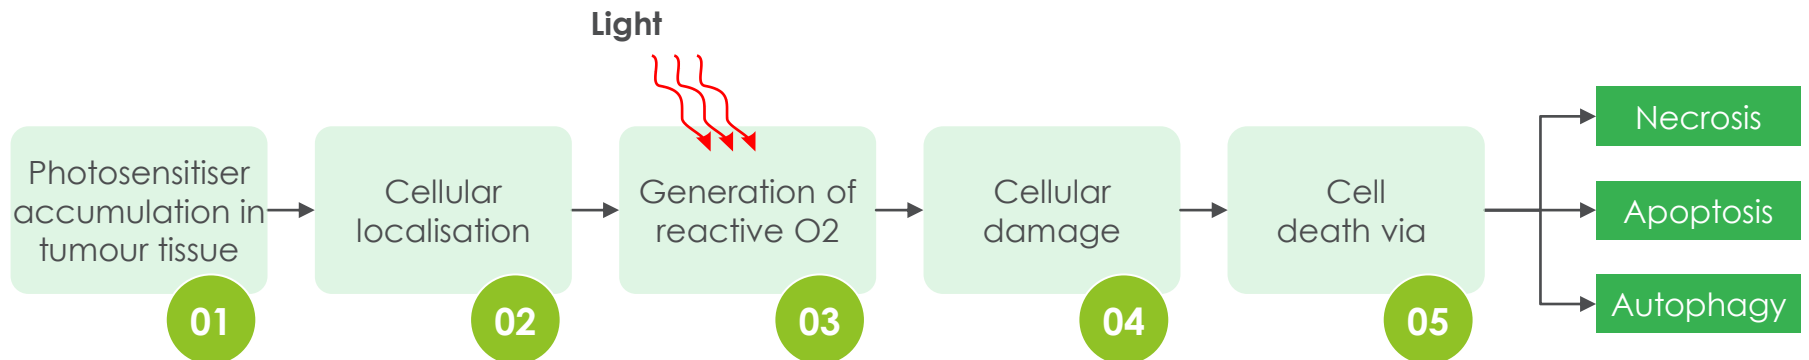 Light
Photosensitiser
accumulation in
tumour tissue
01
Cellular
localisation
02
Generation of
reactive O2
03
Cellular
damage
04
Cell
death via
05
Necrosis
Apoptosis
Autophagy